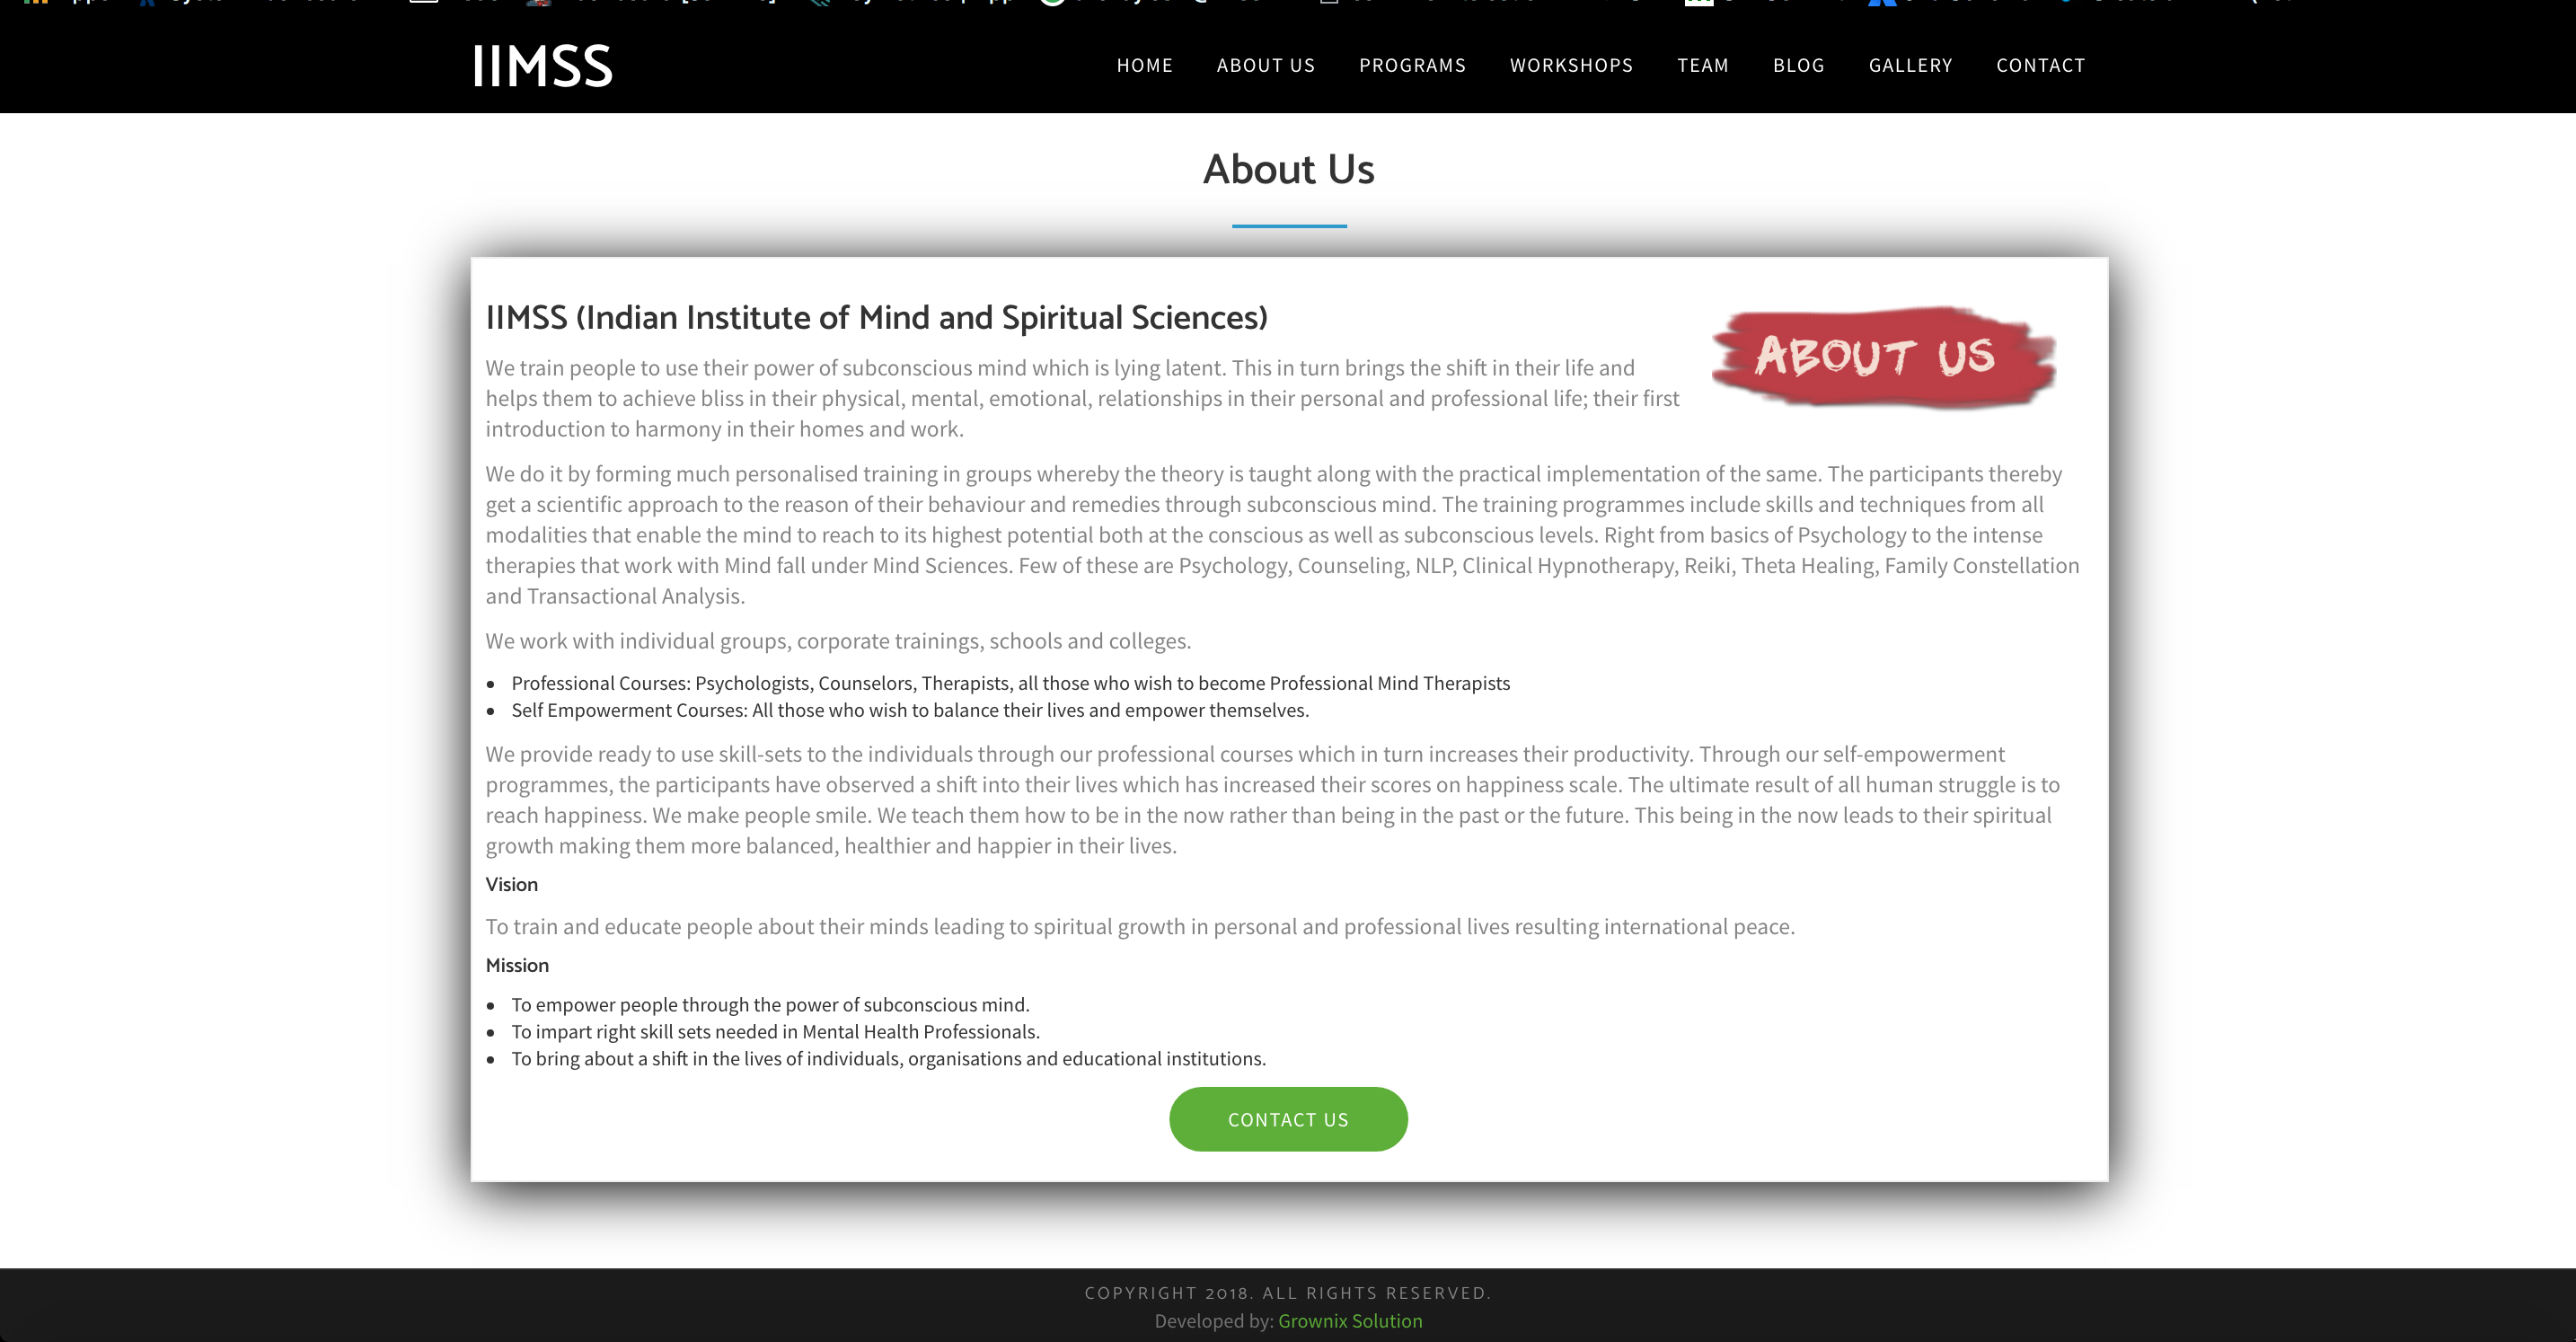 IIMSS
HOME ABOUT US PROGRAMS WORKSHOPS TEAM BLOG GALLERY CONTACT
About Us
IIMSS (Indian Institute of Mind and Spiritual Sciences)
ABOUT US
We train people to use their power of subconscious mind which is lying latent. This in turn brings the shift in their life and
helps them to achieve bliss in their physical, mental, emotional, relationships in their personal and professional life; their first
introduction to harmony in their homes and work.
We do it by forming much personalised training in groups whereby the theory is taught along with the practical implementation of the same. The participants thereby
get a scientific approach to the reason of their behaviour and remedies through subconscious mind. The training programmes include skills and techniques from all
modalities that enable the mind to reach to its highest potential both at the conscious as well as subconscious levels. Right from basics of Psychology to the intense
therapies that work with Mind fall under Mind Sciences. Few of these are Psychology, Counseling, NLP, Clinical Hypnotherapy, Reiki, Theta Healing, Family Constellation
and Transactional Analysis.
We work with individual groups, corporate trainings, schools and colleges.
• Professional Courses: Psychologists, Counselors, Therapists, all those who wish to become Professional Mind Therapists
• Self Empowerment Courses: All those who wish to balance their lives and empower themselves.
We provide ready to use skill-sets to the individuals through our professional courses which in turn increases their productivity. Through our self-empowerment
programmes, the participants have observed a shift into their lives which has increased their scores on happiness scale. The ultimate result of all human struggle is to
reach happiness. We make people smile. We teach them how to be in the now rather than being in the past or the future. This being in the now leads to their spiritual
growth making them more balanced, healthier and happier in their lives.
Vision
To train and educate people about their minds leading to spiritual growth in personal and professional lives resulting international peace.
Mission
• To empower people through the power of subconscious mind.
• To impart right skill sets needed in Mental Health Professionals.
• To bring about a shift in the lives of individuals, organisations and educational institutions.
CONTACT US
COPYRIGHT 2018. ALL RIGHTS RESERVED.
Developed by: Grownix Solution